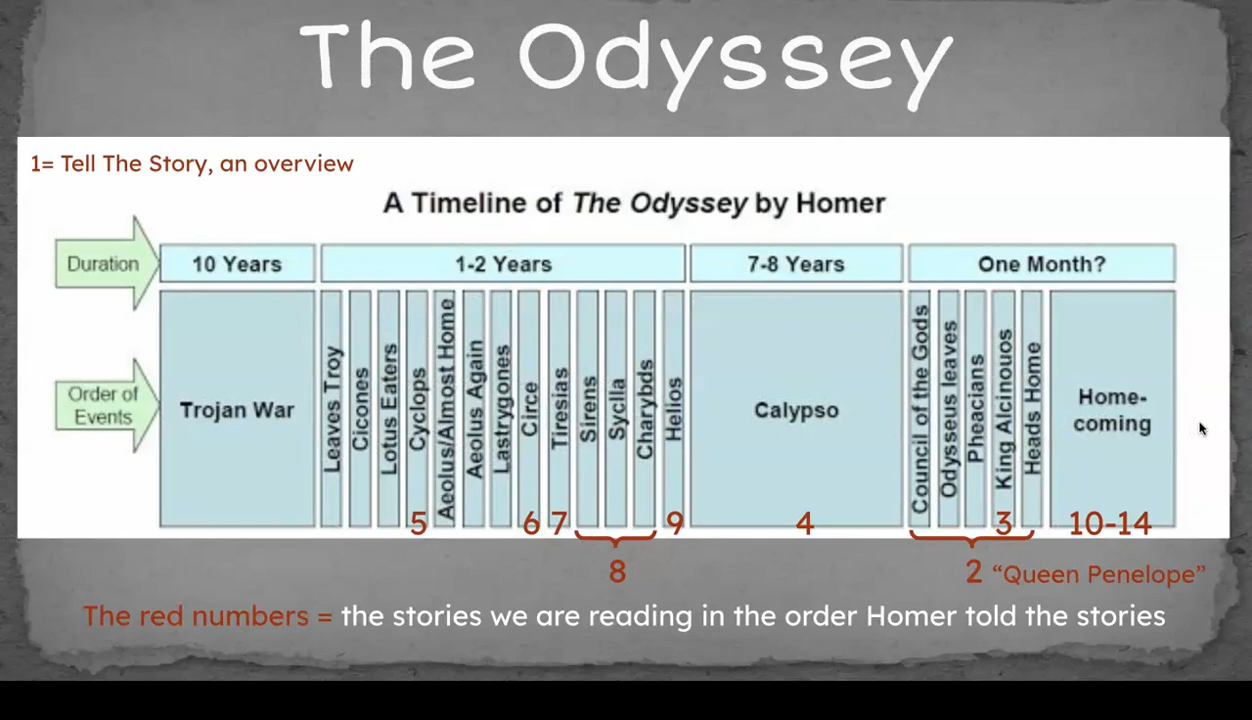 The Odyssey
1= Tell The Story, an overview
A Timeline of The Odyssey by Homer
Duration
10 Years
1-2 Years
7-8 Years
One Month?
Order of
Events
Trojan War
Leaves Troy
Cicones
Lotus Eaters
Cyclops
Aeolus/Almost Home
Aeolus Again
Lastrygones
Circe
Tiresias
Sirens
Syclla
Charybds
Helios
Calypso
Council of the Gods
Odysseus leaves
Pheacians
King Alcinouos
Heads Home
Home-
coming
5
6
7
9
4
3
10-14
8
2 “Queen Penelope”
The red numbers = the stories we are reading in the order Homer told the stories